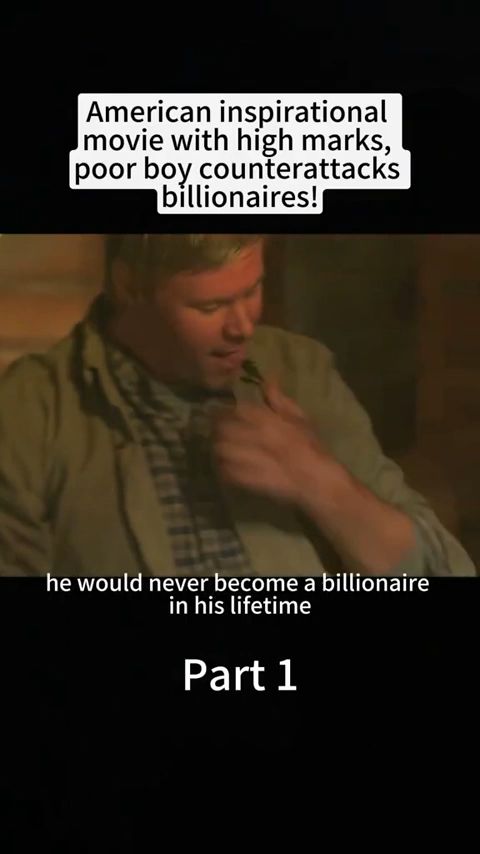 American inspirational
movie with high marks,
poor boy counterattacks
billionaires!
he would never become a billionaire
in his lifetime
Part 1